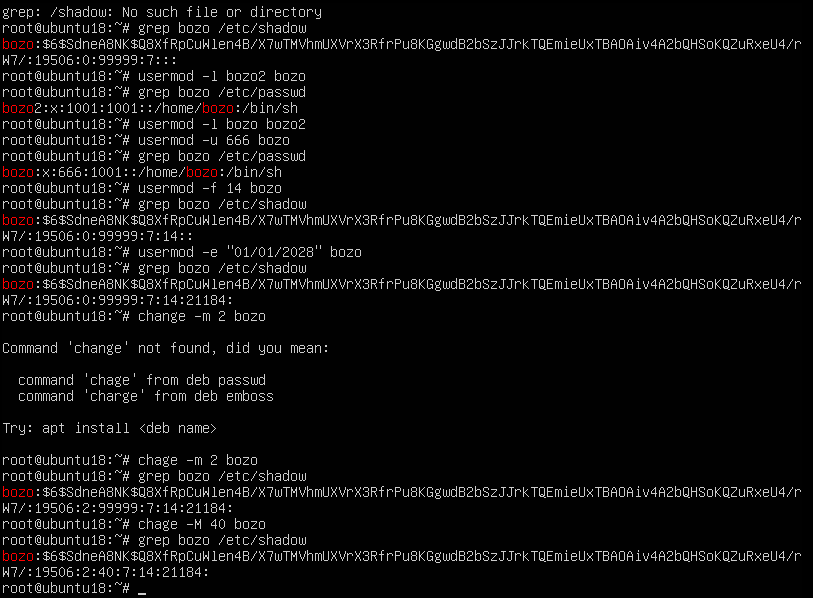 grep: /shadow: No such file or directory
root@ubuntu18:~# grep bozo /etc/shadow
bozo:$6$SdneA8NK$Q8XfRpCuWlen4B/X7wTMVhmUXVrX3RfrPu8KGgwdB2bSzJJrkTQEmieUxTBAOAiv4A2bQHSoKQZuRxeU4/r
W7/:19506:0:99999:7:::
root@ubuntu18:~# usermod -l bozo2 bozo
root@ubuntu18:~# grep bozo /etc/passwd
bozo2:x:1001:1001::/home/bozo:/bin/sh
root@ubuntu18:~# usermod -l bozo bozo2
root@ubuntu18:~# usermod -u 666 bozo
root@ubuntu18:~# grep bozo /etc/passwd
bozo:x:666:1001::/home/bozo:/bin/sh
root@ubuntu18:~# usermod -f 14 bozo
root@ubuntu18:~# grep bozo /etc/shadow
bozo:$6$SdneA8NK$Q8XfRpCuWlen4B/X7wTMVhmUXVrX3RfrPu8KGgwdB2bSzJJrkTQEmieUxTBAOAiv4A2bQHSoKQZuRxeU4/r
W7/:19506:0:99999:7:14::
root@ubuntu18:~# usermod -e "01/01/2028" bozo
root@ubuntu18:~# grep bozo /etc/shadow
bozo:$6$SdneA8NK$Q8XfRpCuWlen4B/X7wTMVhmUXVrX3RfrPu8KGgwdB2bSzJJrkTQEmieUxTBAOAiv4A2bQHSoKQZuRxeU4/r
W7/:19506:0:99999:7:14:21184:
root@ubuntu18:~# change -m 2 bozo
Command 'change' not found, did you mean:
command 'chage' from deb passwd
command 'charge' from deb emboss
Try: apt install <deb name>
root@ubuntu18:~# chage -m 2 bozo
root@ubuntu18:~# grep bozo /etc/shadow
bozo:$6$SdneA8NK$Q8XfRpCuWlen4B/X7wTMVhmUXVrX3RfrPu8KGgwdB2bSzJJrkTQEmieUxTBAOAiv4A2bQHSoKQZuRxeU4/r
W7/:19506:2:99999:7:14:21184:
root@ubuntu18:~# chage -M 40 bozo
root@ubuntu18:~# grep bozo /etc/shadow
bozo:$6$SdneA8NK$Q8XfRpCuWlen4B/X7wTMVhmUXVrX3RfrPu8KGgwdB2bSzJJrkTQEmieUxTBAOAiv4A2bQHSoKQZuRxeU4/r
W7/:19506:2:40:7:14:21184:
root@ubuntu18:~# _